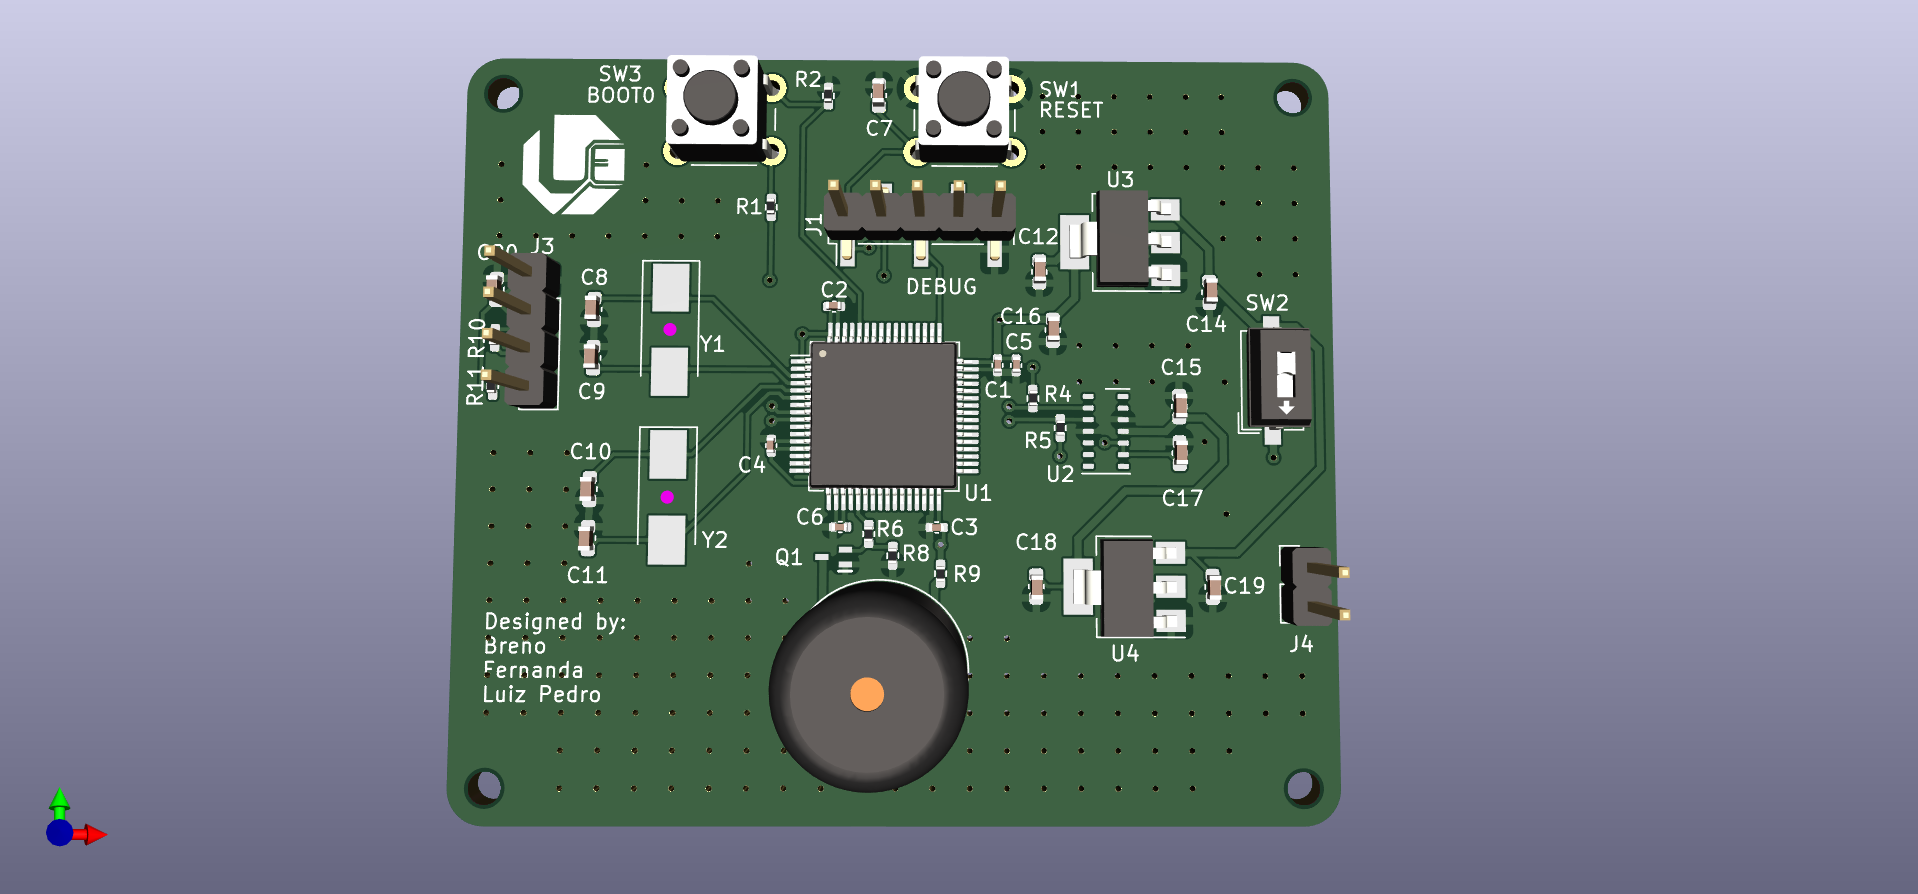 SW3
BOOT0
R2
C7
SW1
RESET
U3
R1
J1
C12
J3
C8
C2
DEBUG
C16
C5
C14
SW2
R10
Y1
C9
R11
C1
R4
C15
R5
U2
C10
C4
U1
C17
C6
R6
C3
Q1
R8
Y2
C18
C11
R9
C19
Designed by:
Breno
Fernanda
Luiz Pedro
U4
J4